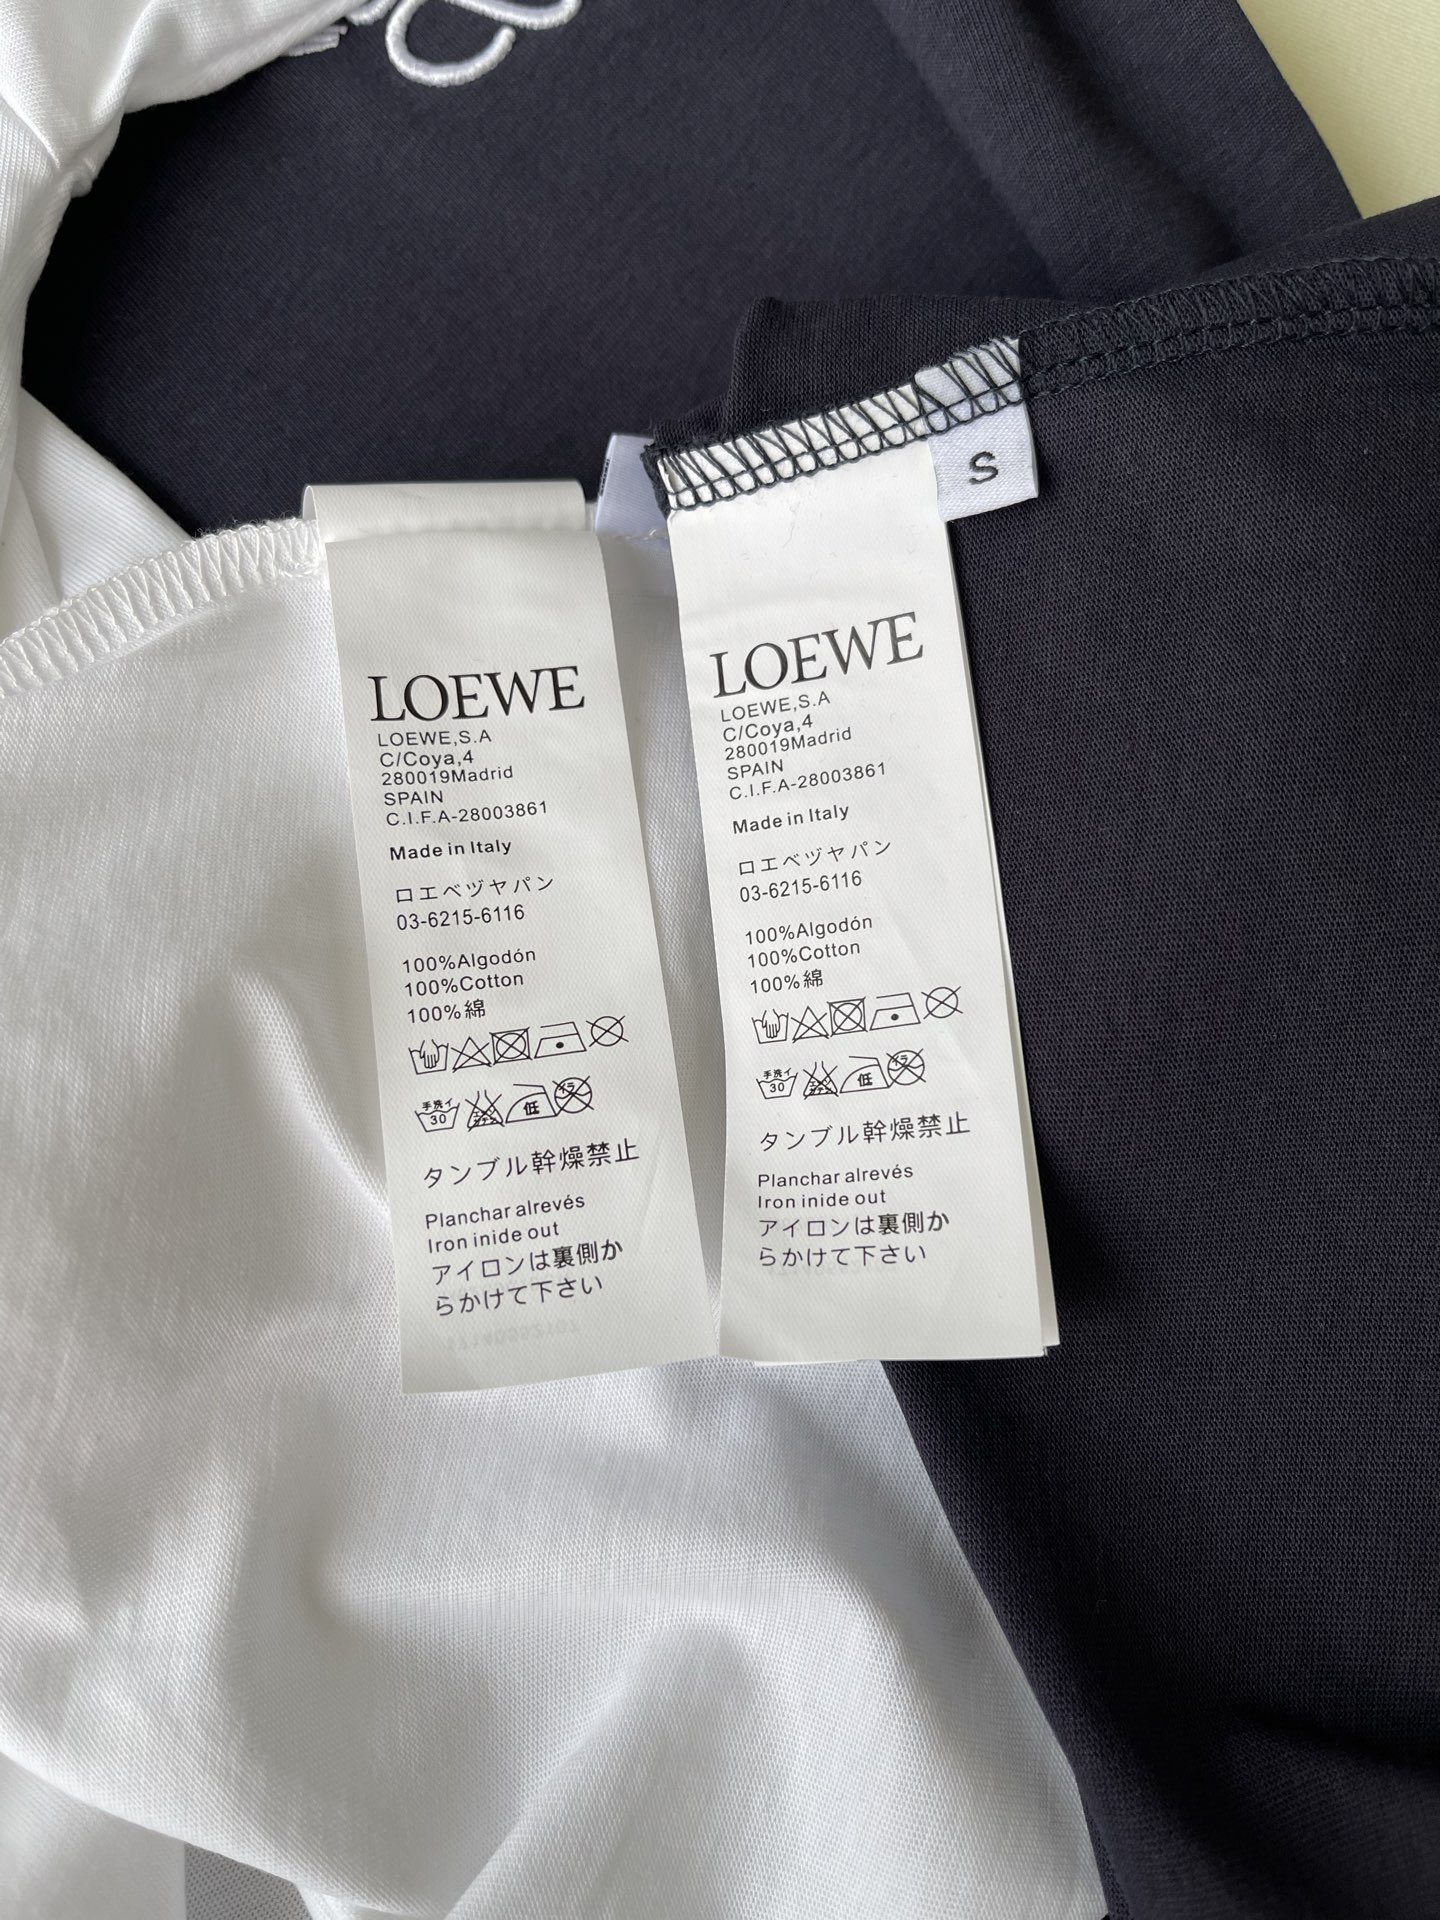 LOEWE
LOEWE,S.A
C/Coya,4
280019Madrid
SPAIN
C.I.F.A-28003861
Made in Italy
ロエベヅヤパン
03-6215-6116
100%Algodón
100%Cotton
100%綿
手洗イ
30
低
タンブル幹燥禁止
Planchar alrevés
Iron inide out
アイロンは裏側か
らかけて下さい
S
LOEWE
LOEWE,S.A
C/Coya,4
280019Madrid
SPAIN
C.I.F.A-28003861
Made in Italy
ロエベヅヤパン
03-6215-6116
100%Algodón
100%Cotton
100%綿
手洗イ
30
低
タンブル幹燥禁止
Planchar alrevés
Iron inide out
アイロンは裏側か
らかけて下さい